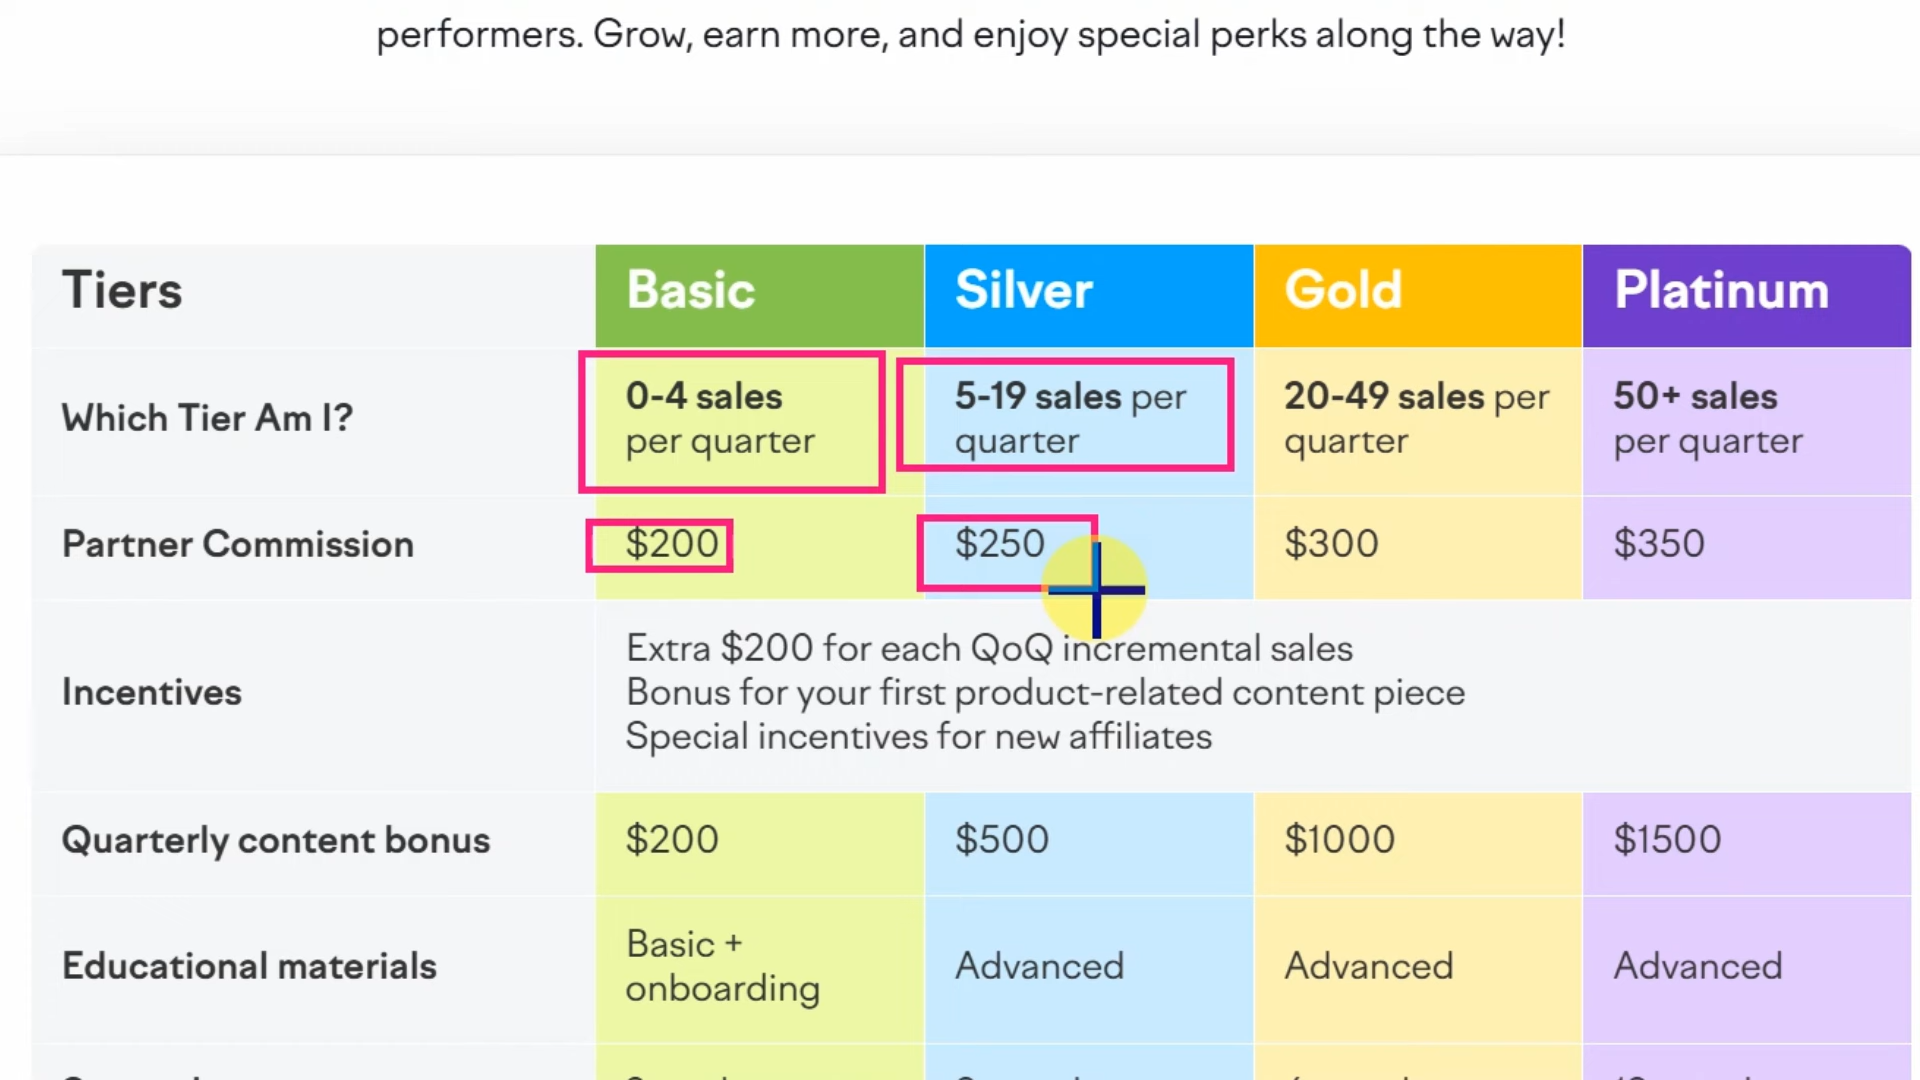 performers. Grow, earn more, and enjoy special perks along the way!
Tiers Basic Silver Gold Platinum
Which Tier Am I?
0-4 sales
per quarter
5-19 sales per
quarter
20-49 sales per
quarter
50+ sales
per quarter
Partner Commission $200 $250 $300 $350
Incentives
Extra $200 for each QoQ incremental sales
Bonus for your first product-related content piece
Special incentives for new affiliates
Quarterly content bonus $200 $500 $1000 $1500
Educational materials
Basic +
onboarding
Advanced Advanced Advanced